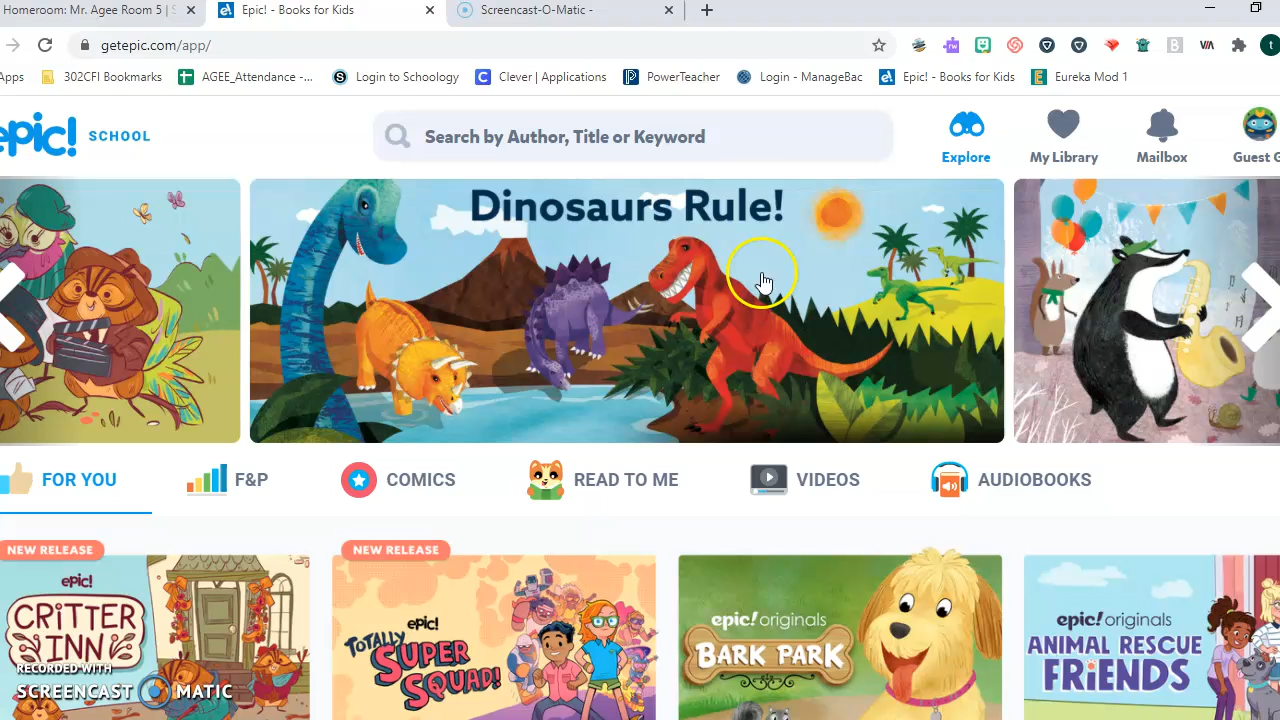 Homeroom: Mr. Agee Room 5 | S
Epic! - Books for Kids
Screencast-O-Matic -
getepic.com/app/
Apps
302CFI Bookmarks
AGEE_Attendance -...
Login to Schoology
Clever | Applications
PowerTeacher
Login - ManageBac
Epic! - Books for Kids
Eureka Mod 1
epic! SCHOOL
Search by Author, Title or Keyword
Explore
My Library
Mailbox
Guest G
Dinosaurs Rule!
FOR YOU
F&P
COMICS
READ TO ME
VIDEOS
AUDIOBOOKS
NEW RELEASE
NEW RELEASE
epic!
CRITTER
INN
epic!
TOTALLY
SUPER
SQUAD!
epic! originals
BARK PARK
epic! originals
ANIMAL RESCUE
FRIENDS
RECORDED WITH
SCREENCAST MATIC